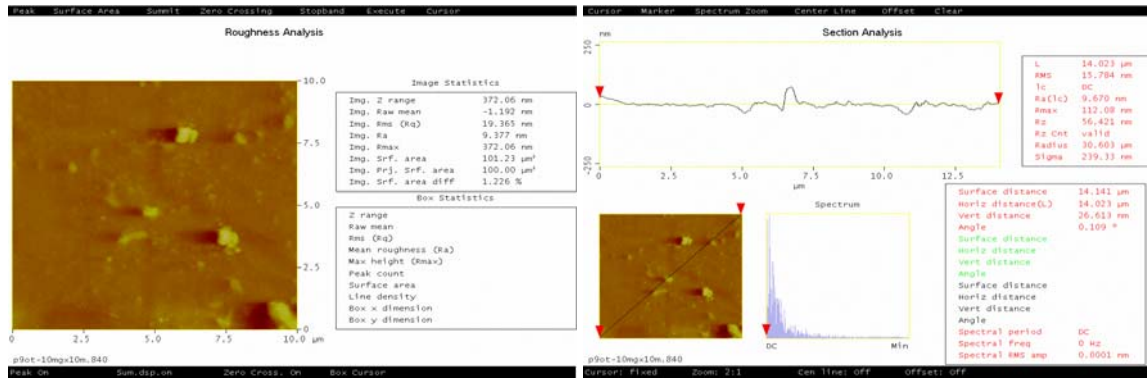 Peak Surface Area Summit Zero Crossing Stopband Execute Cursor
Roughness Analysis
10.0
7.5
5.0
2.5
0
0 2.5 5.0 7.5 10.0
µm
Image Statistics
Img. Z range 372.06 nm
Img. Raw mean -1.192 nm
Img. Rms (Rq) 19.365 nm
Img. Ra 9.377 nm
Img. Rmax 372.06 nm
Img. Srf. area 101.23 µm²
Img. Prj. Srf. area 100.00 µm²
Img. Srf. area diff 1.226 %
Box Statistics
Z range
Raw mean
Rms (Rq)
Mean roughness (Ra)
Max height (Rmax)
Peak count
Surface area
Line density
Box x dimension
Box y dimension
p9ot-10mgx10m.840
Peak On Sum.dsp.on Zero Cross. On Box Cursor
Cursor Marker Spectrum Zoom Center Line Offset Clear
Section Analysis
nm
250
0
-250
0 2.5 5.0 7.5 10.0 12.5
µm
L 14.023 µm
RMS 15.784 nm
lc DC
Ra(lc) 9.670 nm
Rmax 112.08 nm
Rz 56.421 nm
Rz Cnt valid
Radius 30.603 µm
Sigma 239.33 nm
Spectrum
DC Min
Surface distance 14.141 µm
Horiz distance(L) 14.023 µm
Vert distance 26.613 nm
Angle 0.109 °
Surface distance
Horiz distance
Vert distance
Angle
Surface distance
Horiz distance
Vert distance
Angle
Spectral period DC
Spectral freq 0 Hz
Spectral RMS amp 0.0001 nm
p9ot-10mgx10m.840
Cursor: fixed Zoom: 2:1 Cen line: Off Offset: Off